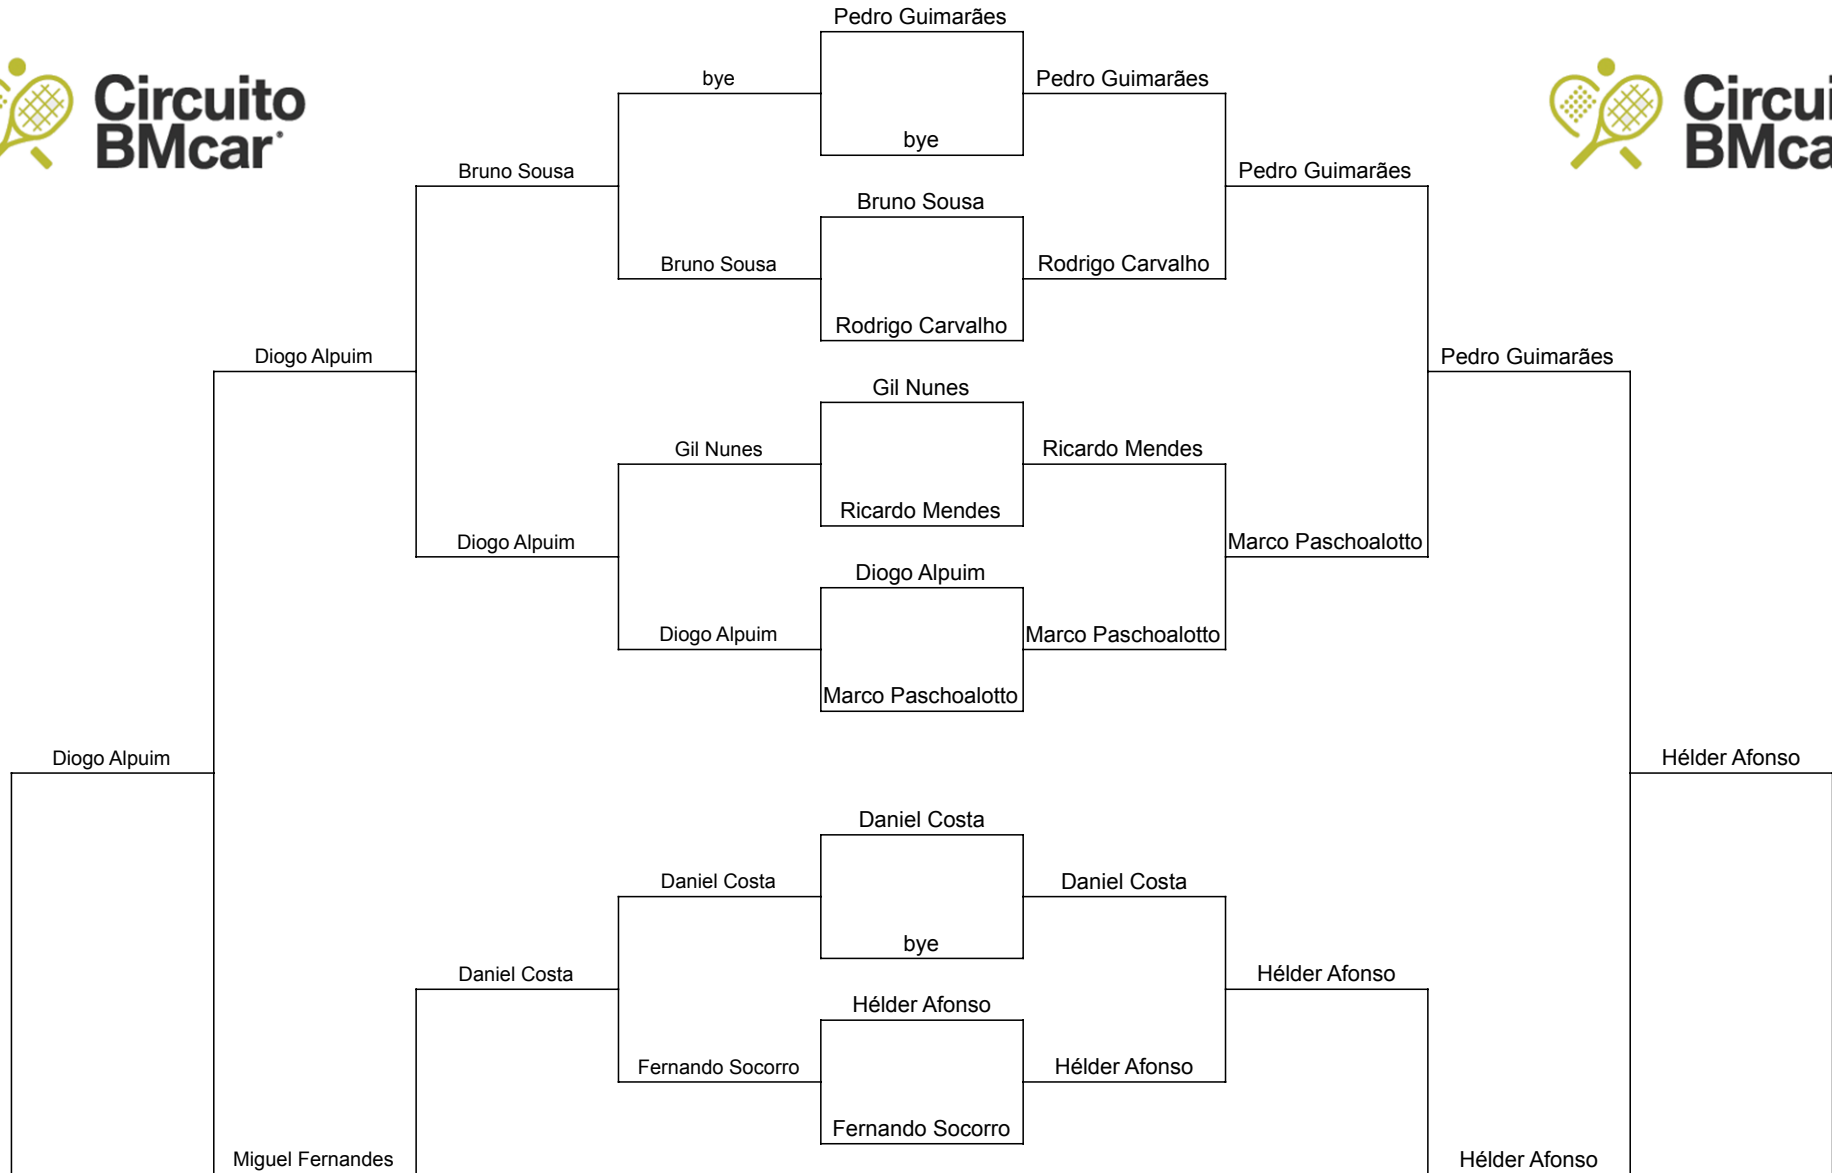 Pedro Guimarães
Circuito
BMcar
bye
Pedro Guimarães
Circui
BMca
bye
Bruno Sousa
Pedro Guimarães
Bruno Sousa
Bruno Sousa
Rodrigo Carvalho
Rodrigo Carvalho
Diogo Alpuim
Pedro Guimarães
Gil Nunes
Gil Nunes
Ricardo Mendes
Ricardo Mendes
Diogo Alpuim
Marco Paschoalotto
Diogo Alpuim
Diogo Alpuim
Marco Paschoalotto
Marco Paschoalotto
Diogo Alpuim
Hélder Afonso
Daniel Costa
Daniel Costa
Daniel Costa
bye
Daniel Costa
Hélder Afonso
Hélder Afonso
Fernando Socorro
Hélder Afonso
Fernando Socorro
Miguel Fernandes
Hélder Afonso